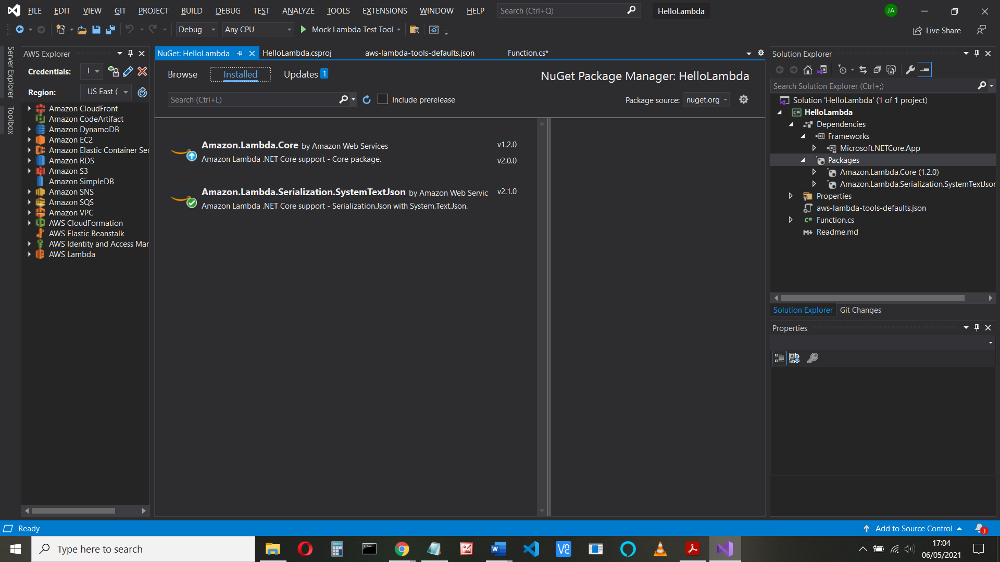 FILE EDIT VIEW GIT PROJECT BUILD DEBUG TEST ANALYZE TOOLS EXTENSIONS WINDOW HELP Search (Ctrl+Q) HelloLambda JA
Debug Any CPU Mock Lambda Test Tool Live Share
Server Explorer
Toolbox
AWS Explorer
Credentials:
Region: US East (
Amazon CloudFront
Amazon CodeArtifact
Amazon DynamoDB
Amazon EC2
Amazon Elastic Container Ser
Amazon RDS
Amazon S3
Amazon SimpleDB
Amazon SNS
Amazon SQS
Amazon VPC
AWS CloudFormation
AWS Elastic Beanstalk
AWS Identity and Access Mar
AWS Lambda
NuGet: HelloLambda HelloLambda.csproj aws-lambda-tools-defaults.json Function.cs*
Browse Installed Updates 1 NuGet Package Manager: HelloLambda
Search (Ctrl+L) Include prerelease Package source: nuget.org
Amazon.Lambda.Core by Amazon Web Services v1.2.0
Amazon Lambda .NET Core support - Core package. v2.0.0
Amazon.Lambda.Serialization.SystemTextJson by Amazon Web Servic v2.1.0
Amazon Lambda .NET Core support - Serialization.Json with System.Text.Json.
Solution Explorer
Search Solution Explorer (Ctrl+;)
Solution 'HelloLambda' (1 of 1 project)
C# HelloLambda
Dependencies
Frameworks
Microsoft.NETCore.App
Packages
Amazon.Lambda.Core (1.2.0)
Amazon.Lambda.Serialization.SystemTextJsor
Properties
aws-lambda-tools-defaults.json
C# Function.cs
Readme.md
Solution Explorer Git Changes
Properties
Ready Add to Source Control 3
Type here to search 17:04
06/05/2021